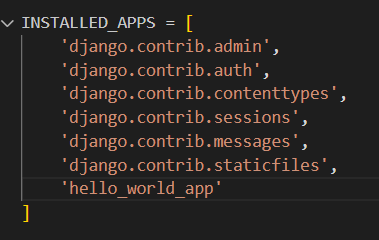 INSTALLED_APPS = [
    'django.contrib.admin',
    'django.contrib.auth',
    'django.contrib.contenttypes',
    'django.contrib.sessions',
    'django.contrib.messages',
    'django.contrib.staticfiles',
    'hello_world_app'
]